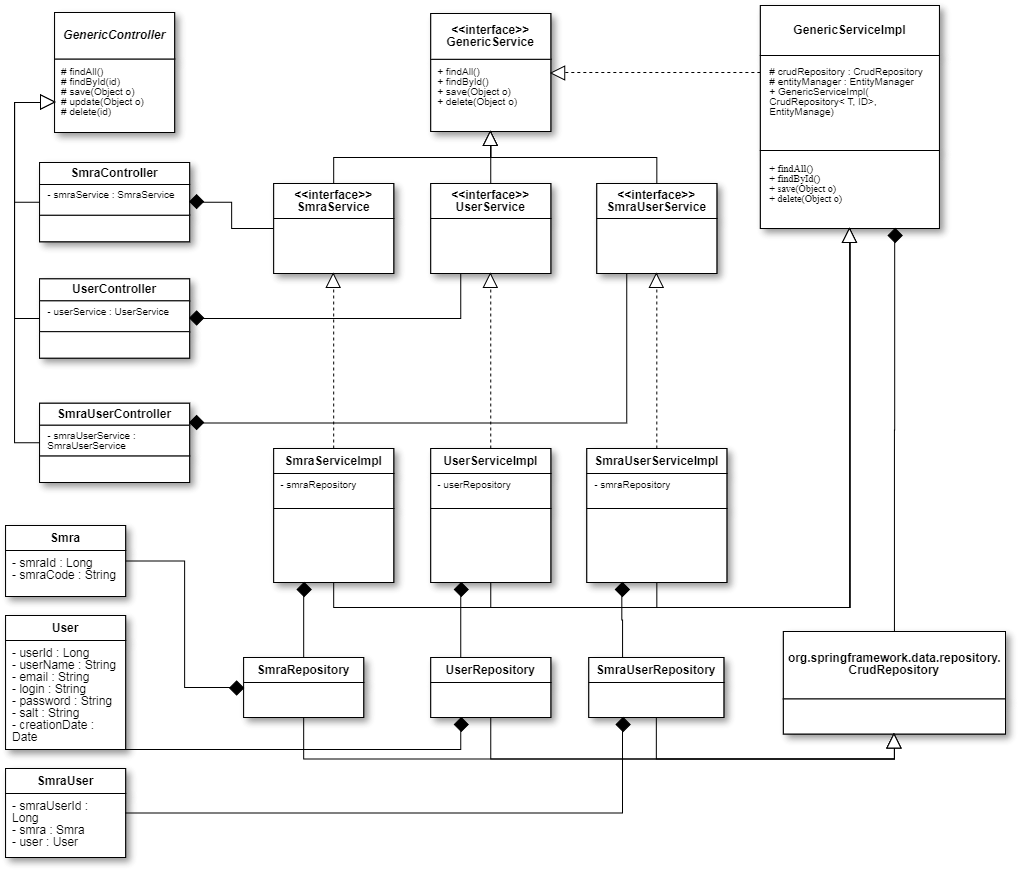 GenericController
# findAll()
# findById(id)
# save(Object o)
# update(Object o)
# delete(id)
<<interface>>
GenericService
+ findAll()
+ findById()
+ save(Object o)
+ delete(Object o)
GenericServiceImpl
# crudRepository : CrudRepository
# entityManager : EntityManager
+ GenericServiceImpl(
CrudRepository< T, ID>,
EntityManage)
+ findAll()
+ findById()
+ save(Object o)
+ delete(Object o)
SmraController
- smraService : SmraService
<<interface>>
SmraService
<<interface>>
UserService
<<interface>>
SmraUserService
UserController
- userService : UserService
SmraUserController
- smraUserService :
SmraUserService
SmraServiceImpl
- smraRepository
UserServiceImpl
- userRepository
SmraUserServiceImpl
- smraRepository
Smra
- smraId : Long
- smraCode : String
User
- userId : Long
- userName : String
- email : String
- login : String
- password : String
- salt : String
- creationDate :
Date
SmraRepository
UserRepository
SmraUserRepository
org.springframework.data.repository.
CrudRepository
SmraUser
- smraUserId :
Long
- smra : Smra
- user : User